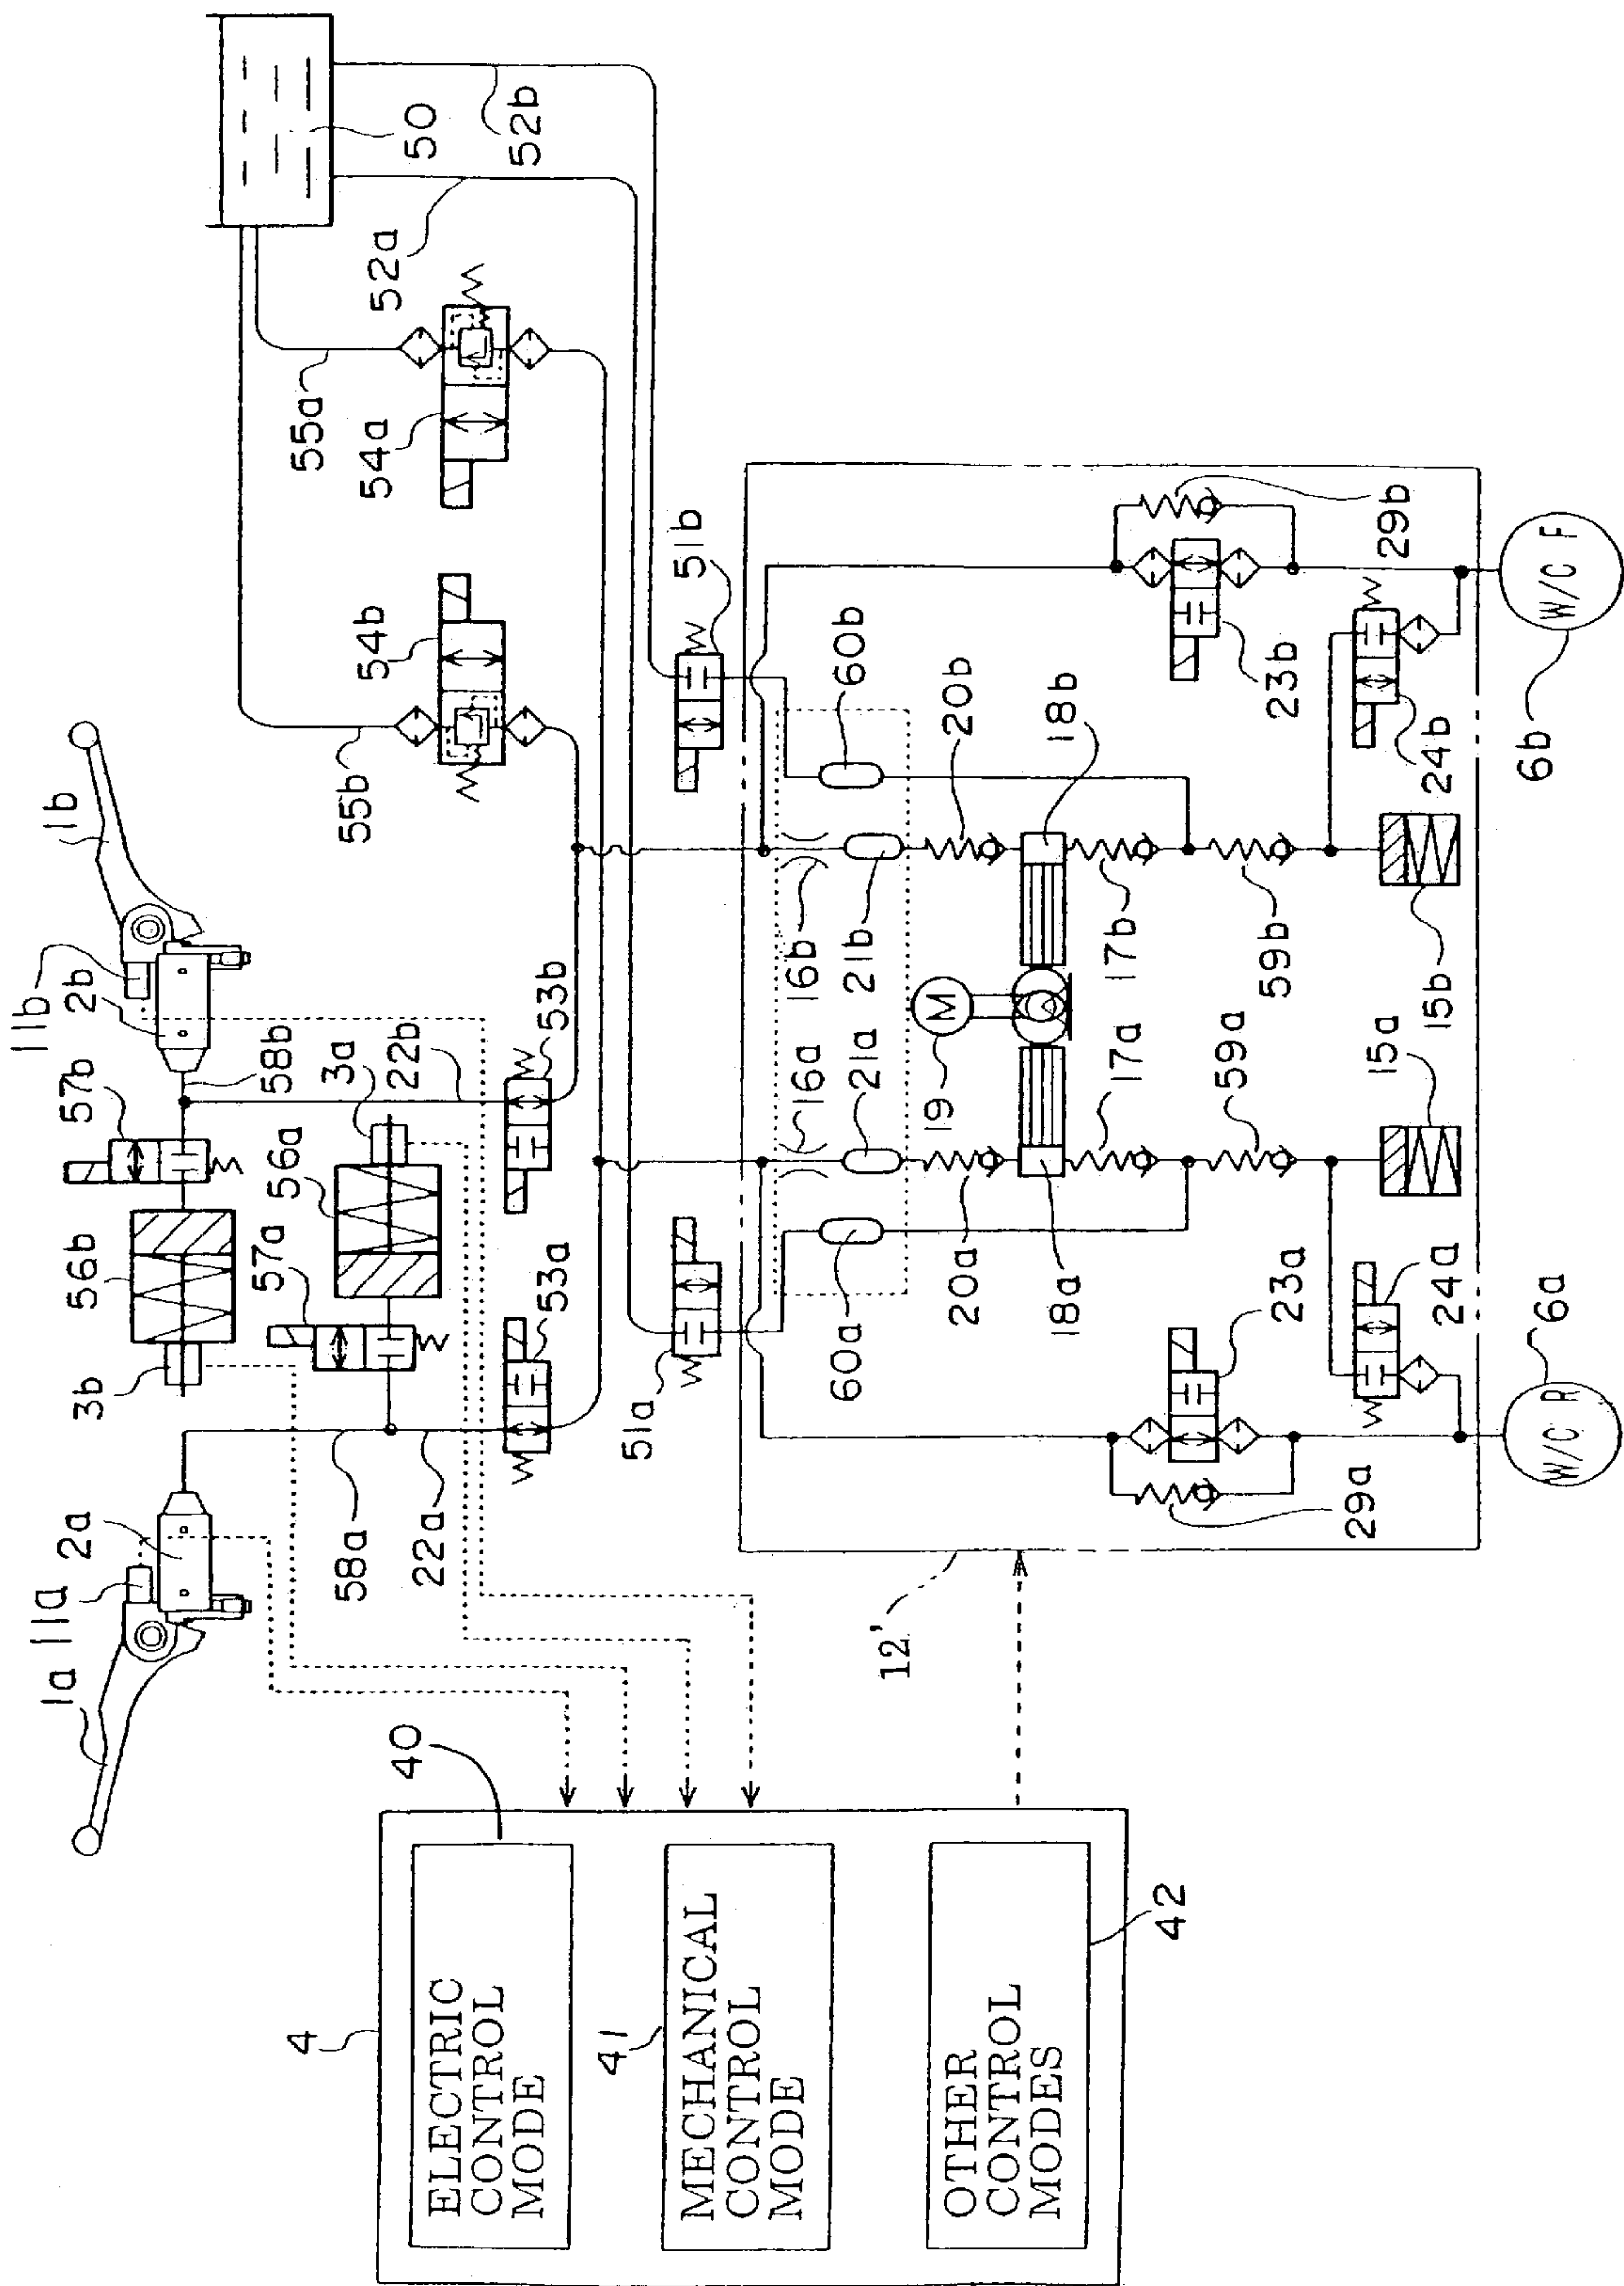 1a
11a
2a
3b
56b
57b
2b
11b
1b
57a
56a
3a
58b
58a
22a
22b
53a
53b
55b
54b
55a
54a
52a
50
52b
51a
51b
4
ELECTRIC
CONTROL
MODE
40
MECHANICAL
CONTROL
MODE
41
OTHER
CONTROL
MODES
42
12'
60a
16a
21a
16b
21b
60b
20a
19
M
20b
18a
17a
17b
18b
59a
59b
23a
23b
29a
29b
24a
24b
15a
15b
W/C R
6a
W/C F
6b